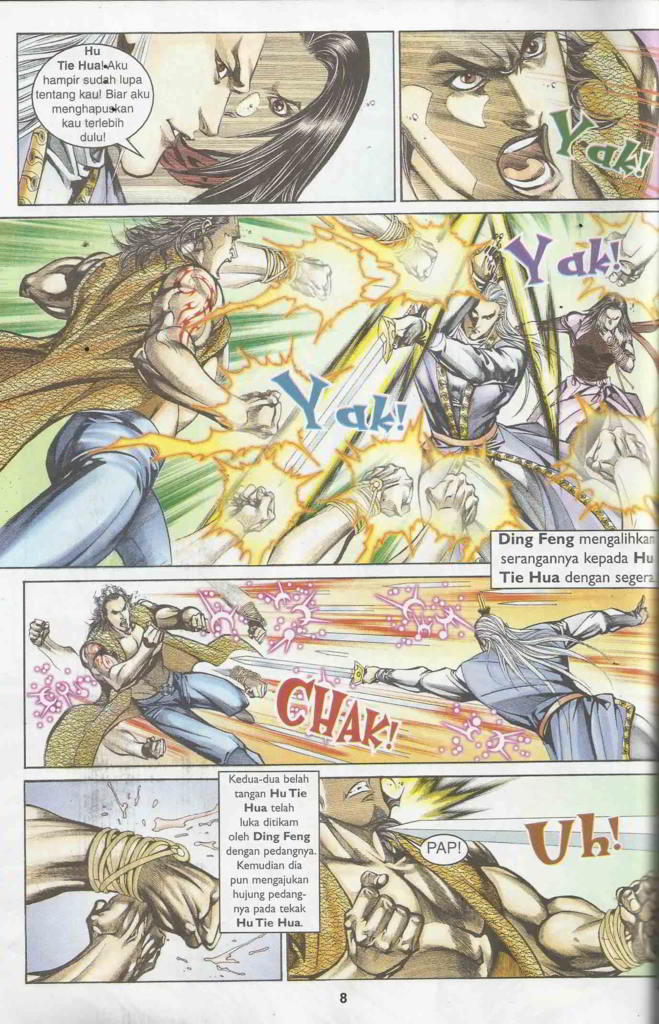 Hu
Tie Hua! Aku
hampir sudah lupa
tentang kau! Biar aku
menghapuskan
kau terlebih
dulu!
Yak!
Yak!
Yak!
Ding Feng mengalihkan
serangannya kepada Hu
Tie Hua dengan segera.
CHAK!
Kedua-dua belah
tangan Hu Tie
Hua telah
luka ditikam
oleh Ding Feng
dengan pedangnya.
Kemudian dia
pun mengajukan
hujung pedang-
nya pada tekak
Hu Tie Hua.
PAP!
Uh!
8